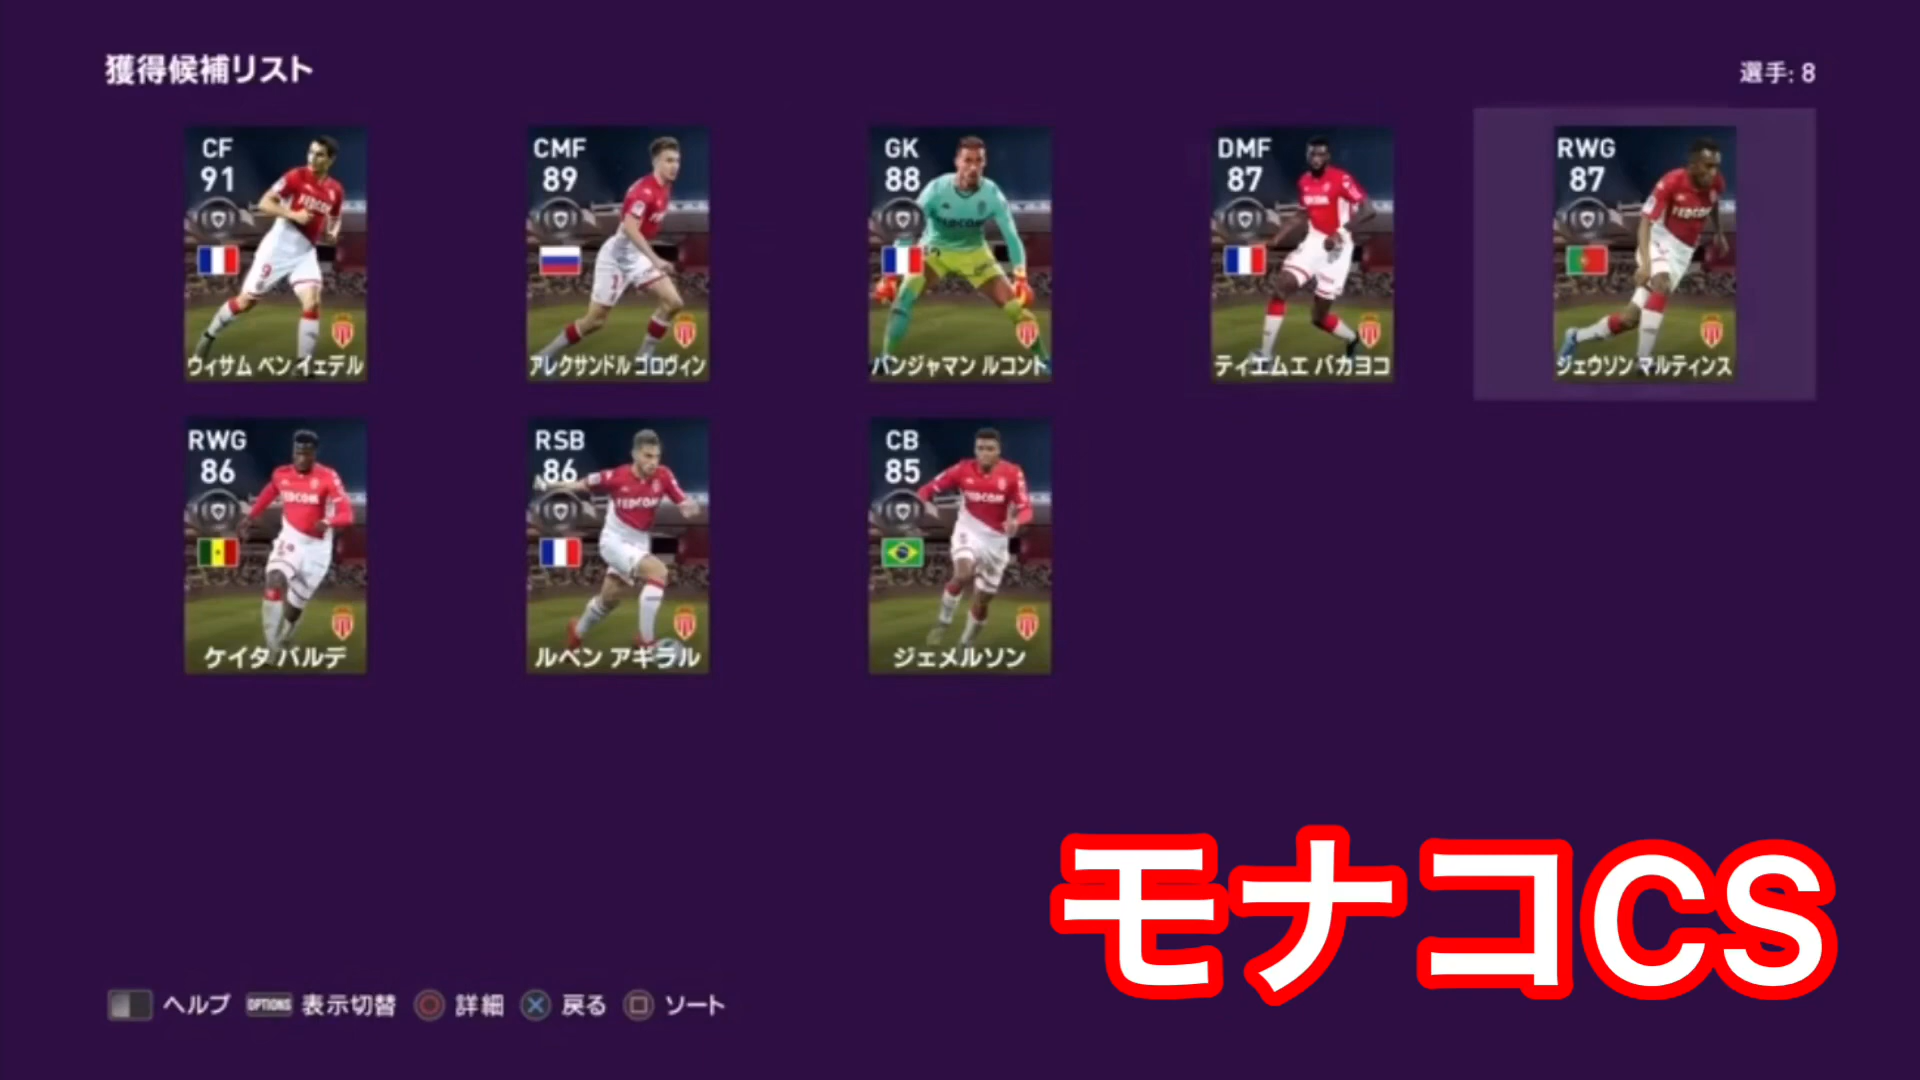 獲得候補リスト
選手: 8
CF
91
ウィサム ベン イェデル
CMF
89
アレクサンドル ゴロヴィン
GK
88
バンジャマン ルコント
DMF
87
ティエムエ バカヨコ
RWG
87
ジェウソン マルティンス
RWG
86
ケイタ バルデ
RSB
86
ルベン アギラル
CB
85
ジェメルソン
モナコCS
ヘルプ OPTIONS 表示切替 詳細 戻る ソート